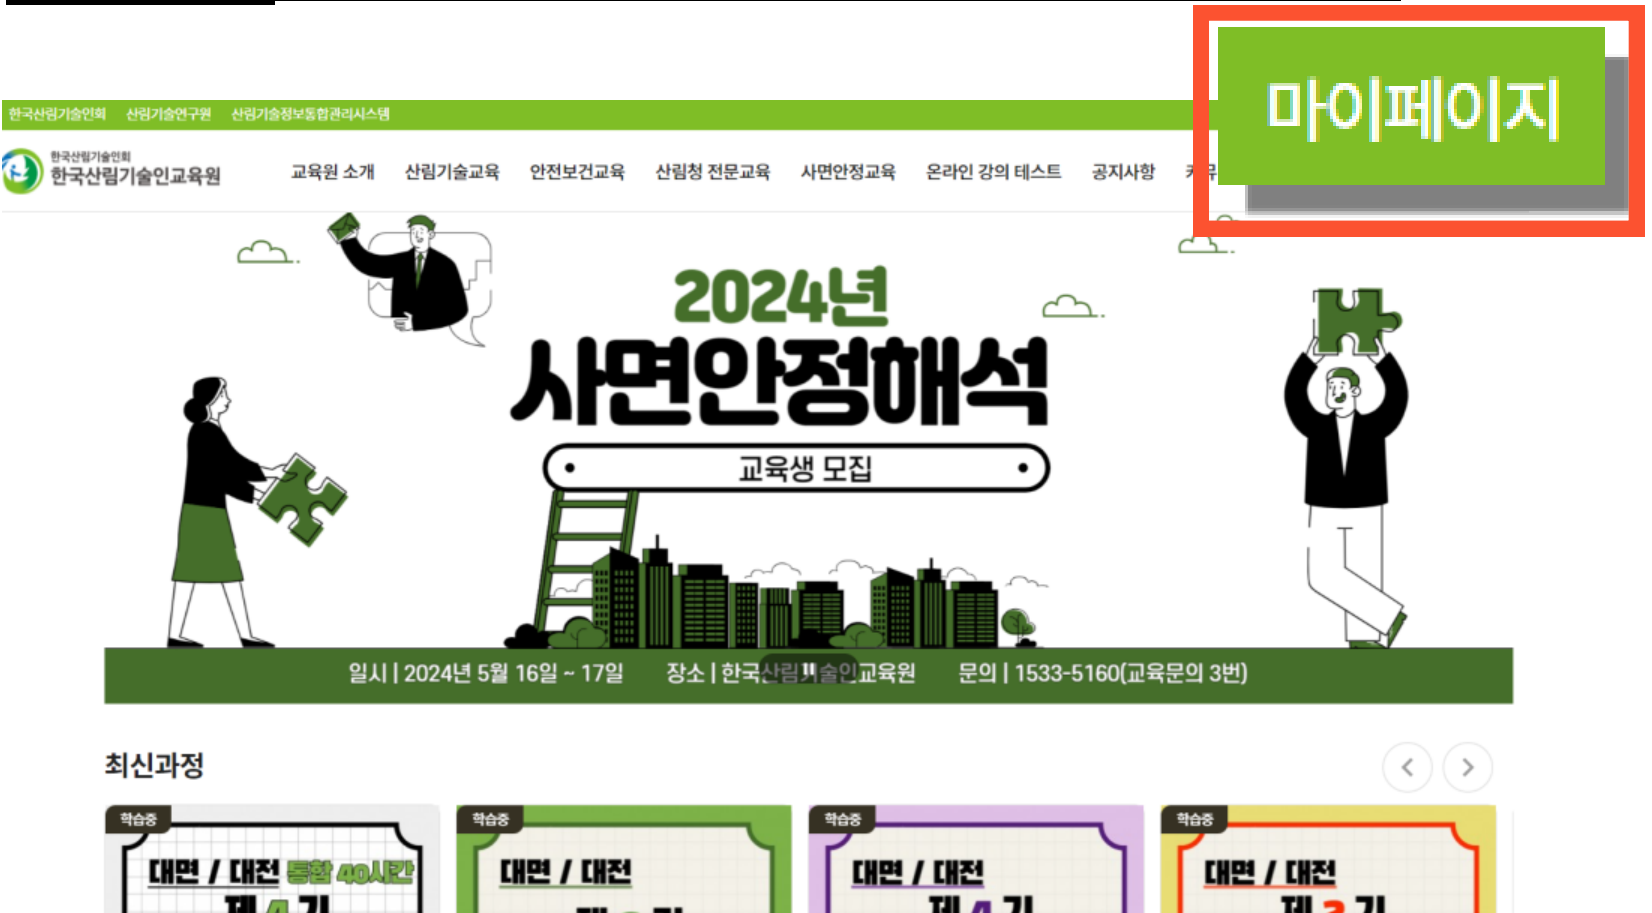 마이페이지
한국산림기술인회 산림기술연구원 산림기술정보통합관리시스템
한국산림기술인회
한국산림기술인교육원
교육원 소개 산림기술교육 안전보건교육 산림청 전문교육 사면안정교육 온라인 강의 테스트 공지사항
2024년
사면안정해석
교육생 모집
일시 | 2024년 5월 16일 ~ 17일 장소 | 한국산림기술인교육원 문의 | 1533-5160(교육문의 3번)
최신과정
학습중 학습중 학습중 학습중
대면 / 대전 통합 40시간 대면 / 대전 대면 / 대전 대면 / 대전
제 4 기 제 4 기 제 3 기